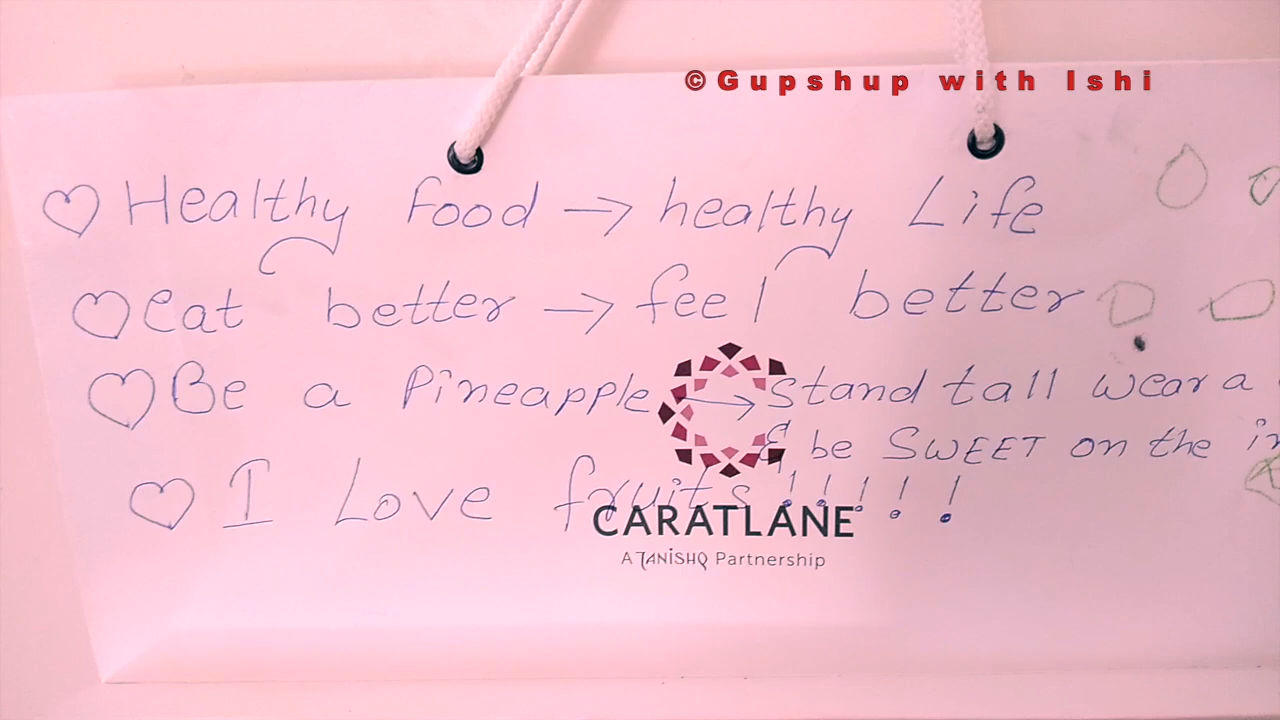 ©Gupshup with Ishi
Healthy food → healthy Life
eat better → feel better
Be a Pineapple → Stand tall wear a
& be SWEET on the
I Love fruits !!!!!
CARATLANE
A TANISHQ Partnership